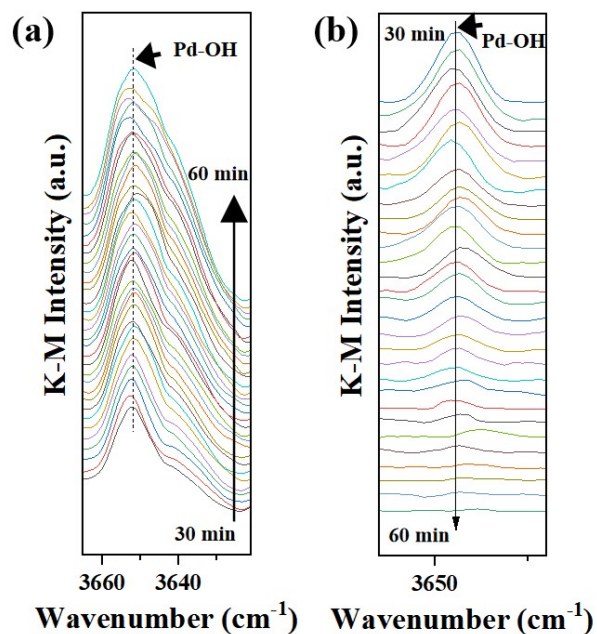 (a)
Pd-OH
60 min
30 min
K-M Intensity (a.u.)
3660 3640
Wavenumber (cm⁻¹)
(b)
30 min
Pd-OH
60 min
K-M Intensity (a.u.)
3650
Wavenumber (cm⁻¹)